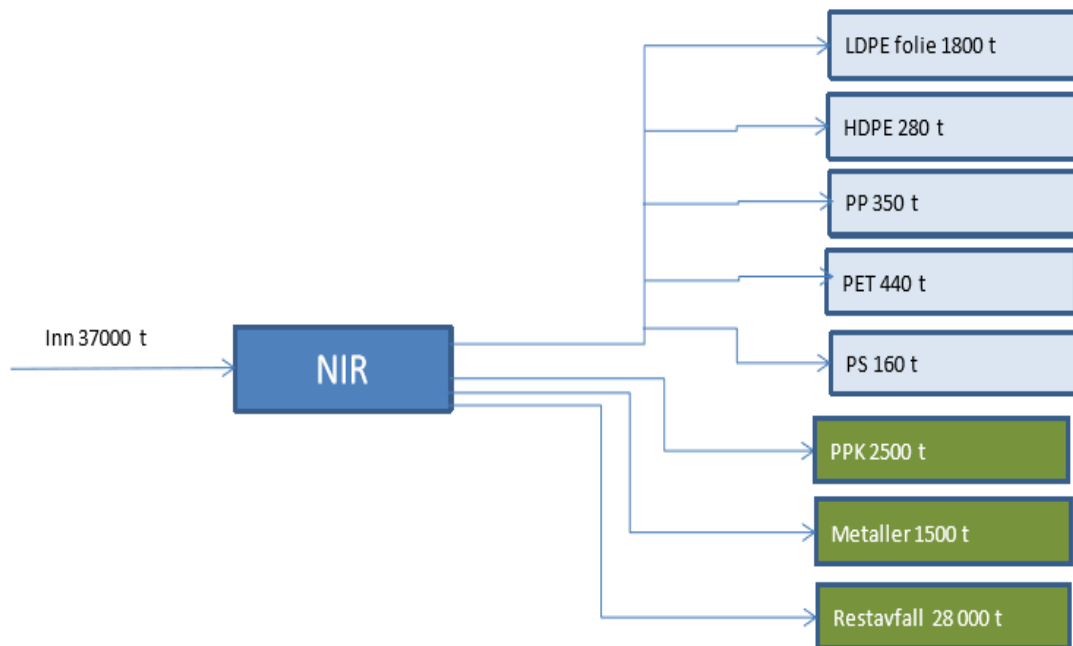 LDPE folie 1800 t
HDPE 280 t
PP 350 t
PET 440 t
Inn 37000 t
NIR
PS 160 t
PPK 2500 t
Metaller 1500 t
Restavfall 28 000 t